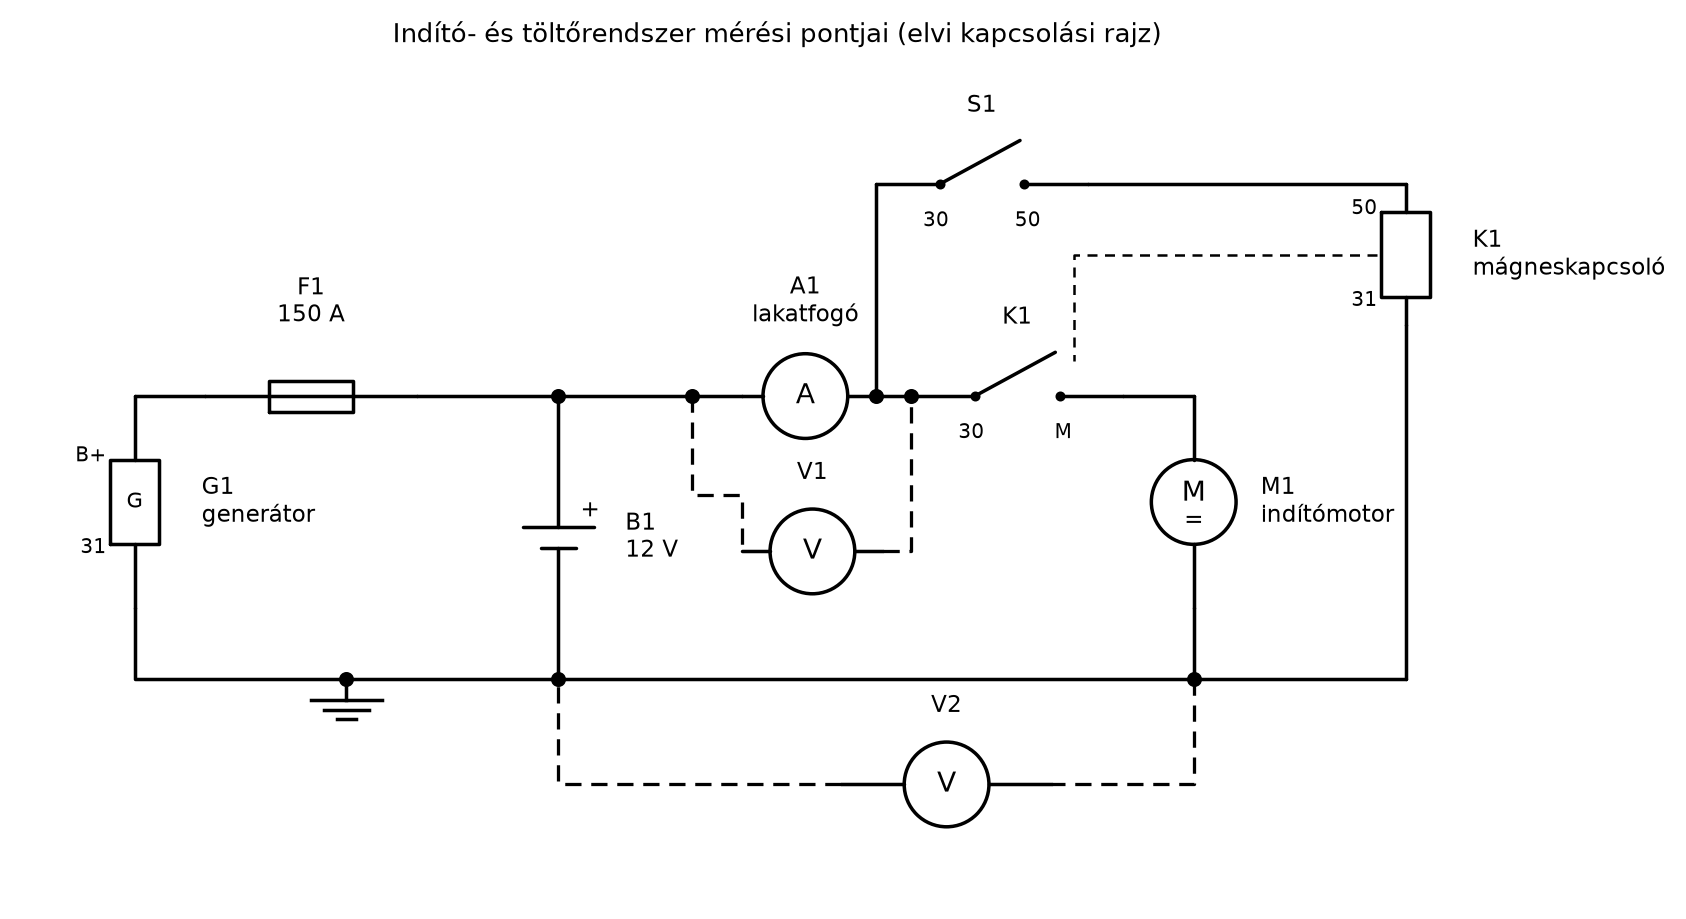 Indító- és töltőrendszer mérési pontjai (elvi kapcsolási rajz)
S1
30
50
50
31
K1
mágneskapcsoló
F1
150 A
A1
lakatfogó
A
K1
30
M
B+
G
31
G1
generátor
+
B1
12 V
V1
V
M
=
M1
indítómotor
V2
V